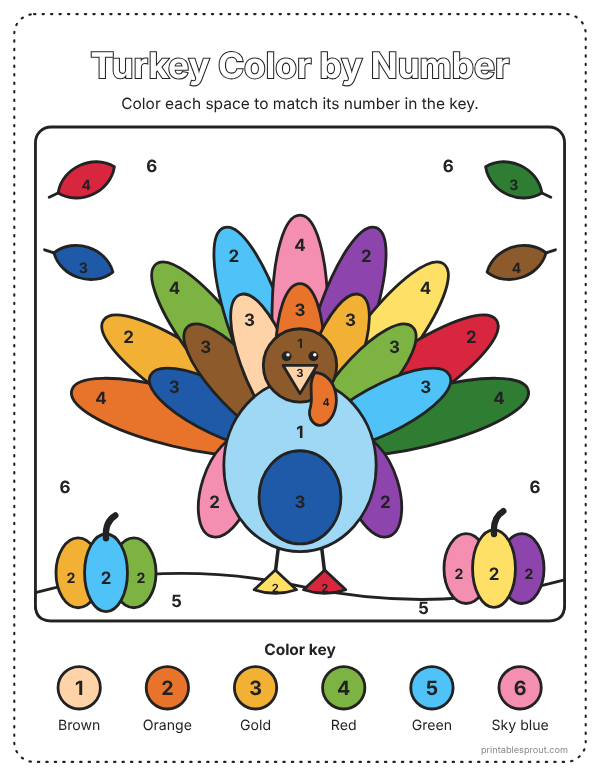 Turkey Color by Number
Color each space to match its number in the key.
6 6
4 3
3 4
4
2 2
4 4
3
3 3
2 2
3 3
1
3
3 3
4 4
4
1
6 6
2 3 2
2 2 2 2 2 2
2 2
5 5
Color key
1 2 3 4 5 6
Brown Orange Gold Red Green Sky blue
printablesprout.com